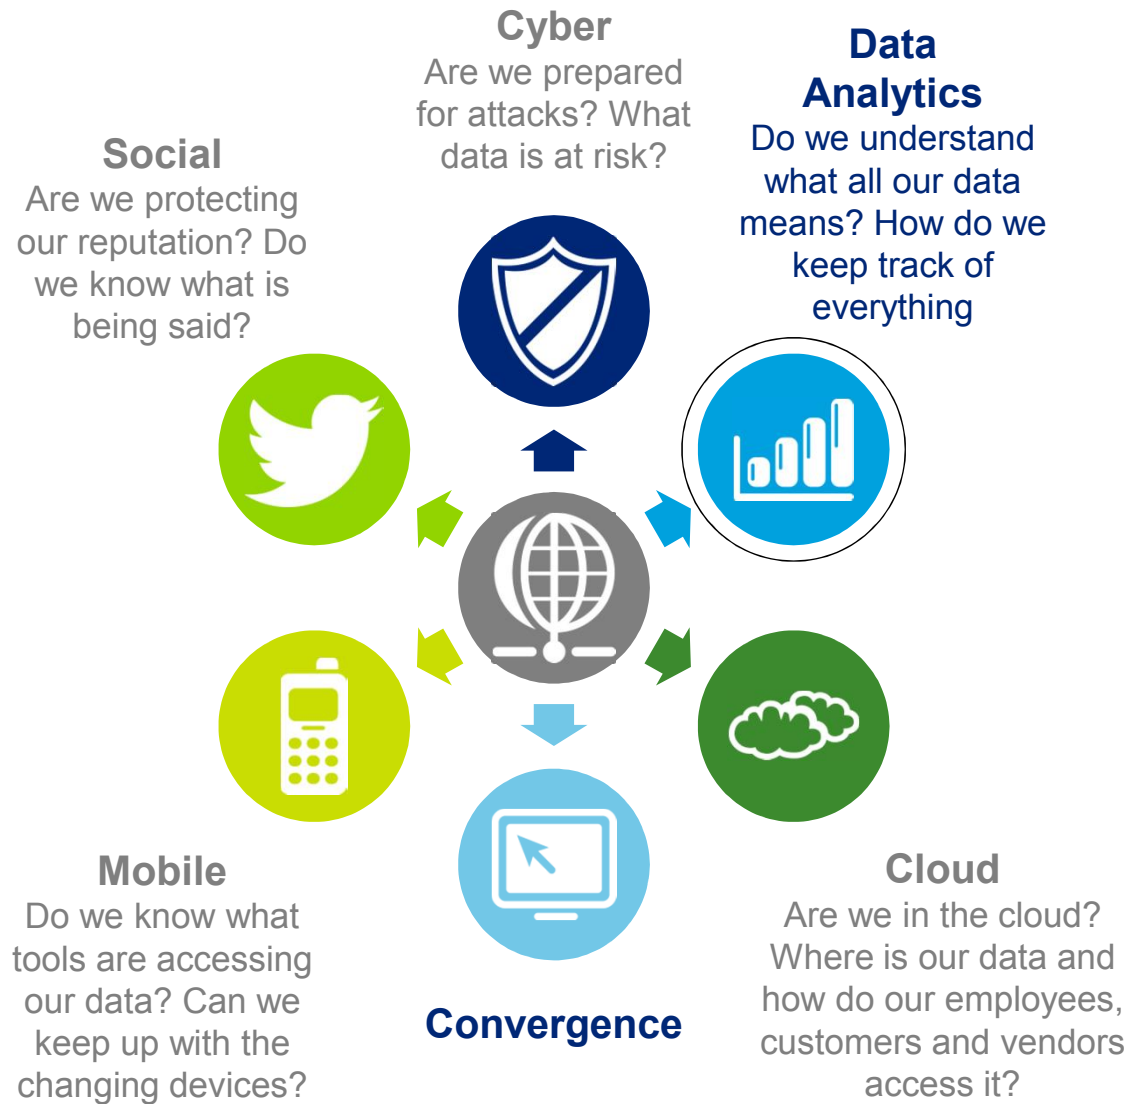 Cyber
Are we prepared
for attacks? What
data is at risk?
Data
Analytics
Do we understand
what all our data
means? How do we
keep track of
everything
Social
Are we protecting
our reputation? Do
we know what is
being said?
Mobile
Do we know what
tools are accessing
our data? Can we
keep up with the
changing devices?
Convergence
Cloud
Are we in the cloud?
Where is our data and
how do our employees,
customers and vendors
access it?